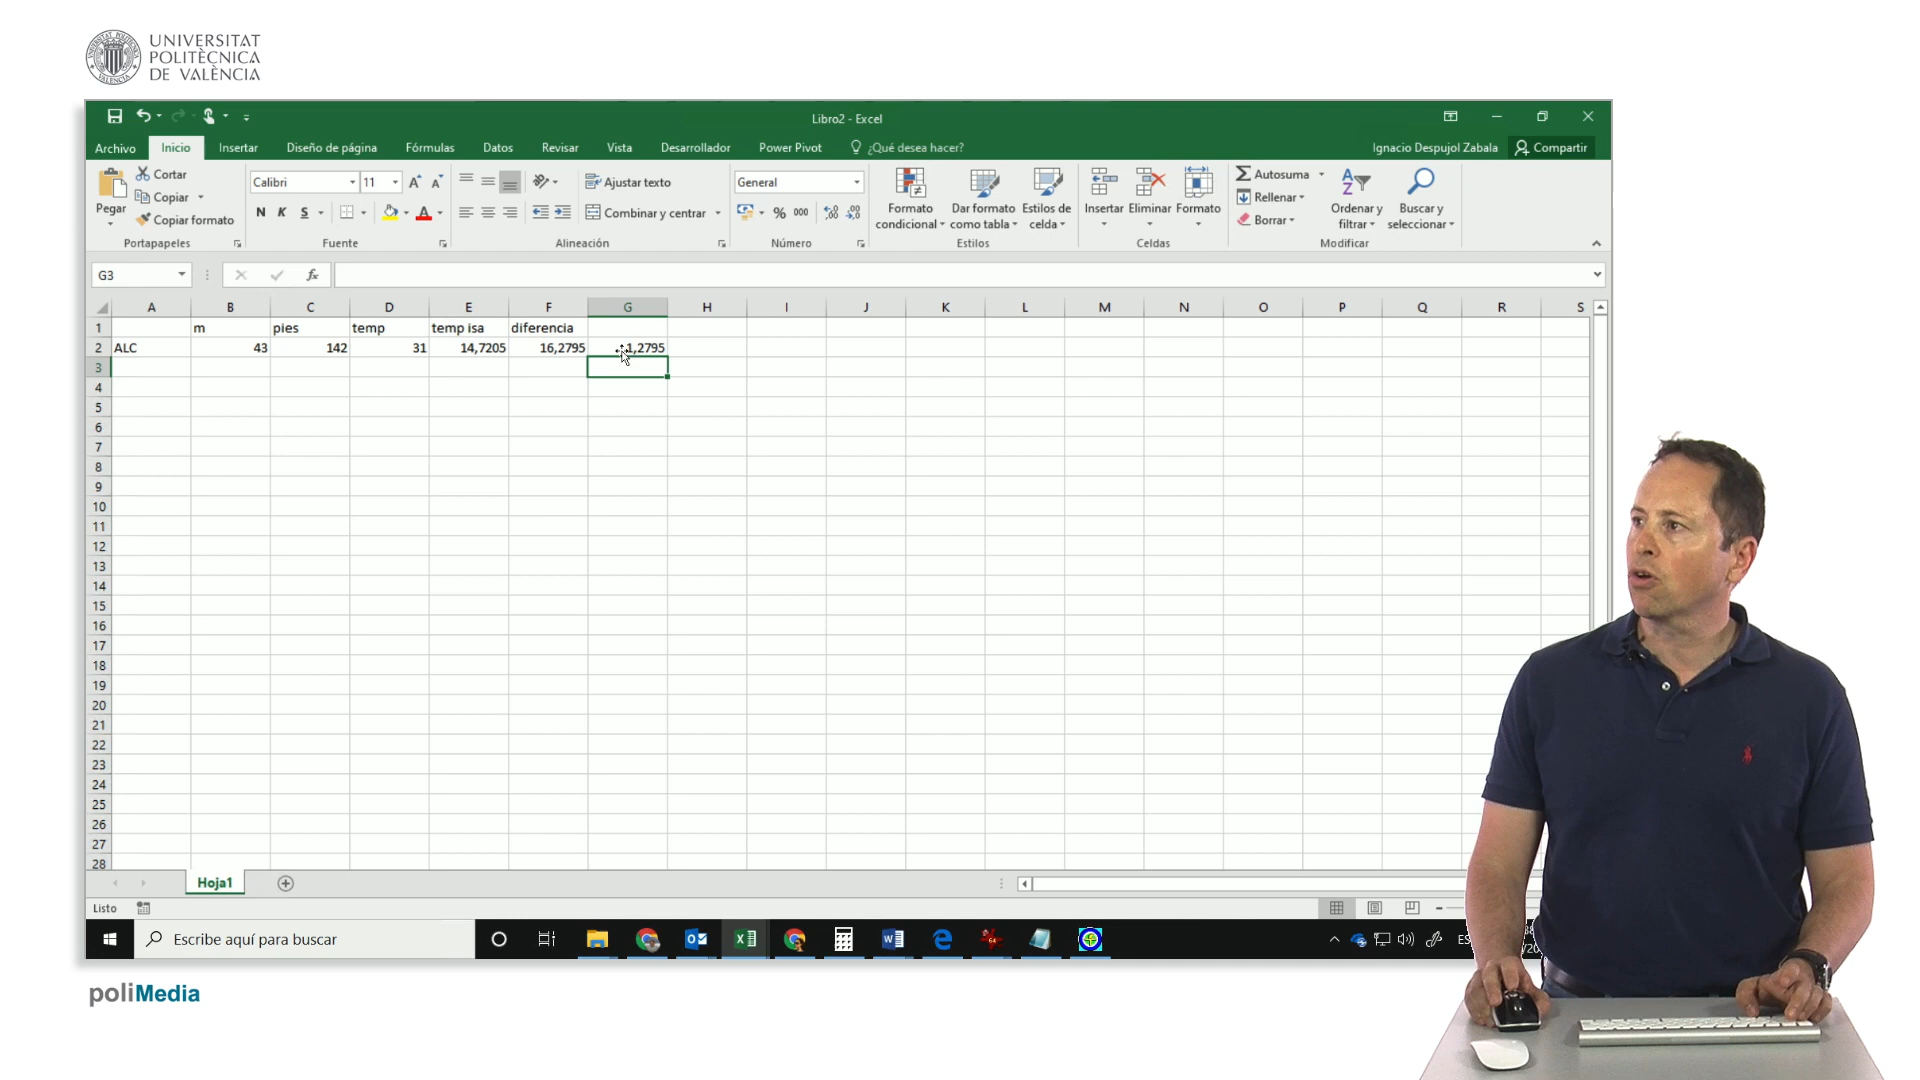 UNIVERSITAT
POLITÈCNICA
DE VALÈNCIA
Libro2 - Excel
Archivo Inicio Insertar Diseño de página Fórmulas Datos Revisar Vista Desarrollador Power Pivot ¿Qué desea hacer? Ignacio Despujol Zabala Compartir
Pegar
Cortar
Copiar
Copiar formato
Portapapeles
Calibri 11
N K S
Fuente
Ajustar texto
Combinar y centrar
Alineación
General
% 000
Número
Formato condicional
Dar formato como tabla
Estilos de celda
Estilos
Insertar Eliminar Formato
Celdas
Autosuma
Rellenar
Borrar
Ordenar y filtrar
Buscar y seleccionar
Modificar
G3 fx
A B C D E F G H I J K L M N O P Q R S
1 m pies temp temp isa diferencia
2 ALC 43 142 31 14,7205 16,2795 1,2795
3
4
5
6
7
8
9
10
11
12
13
14
15
16
17
18
19
20
21
22
23
24
25
26
27
28
Hoja1
Listo
Escribe aquí para buscar
poliMedia